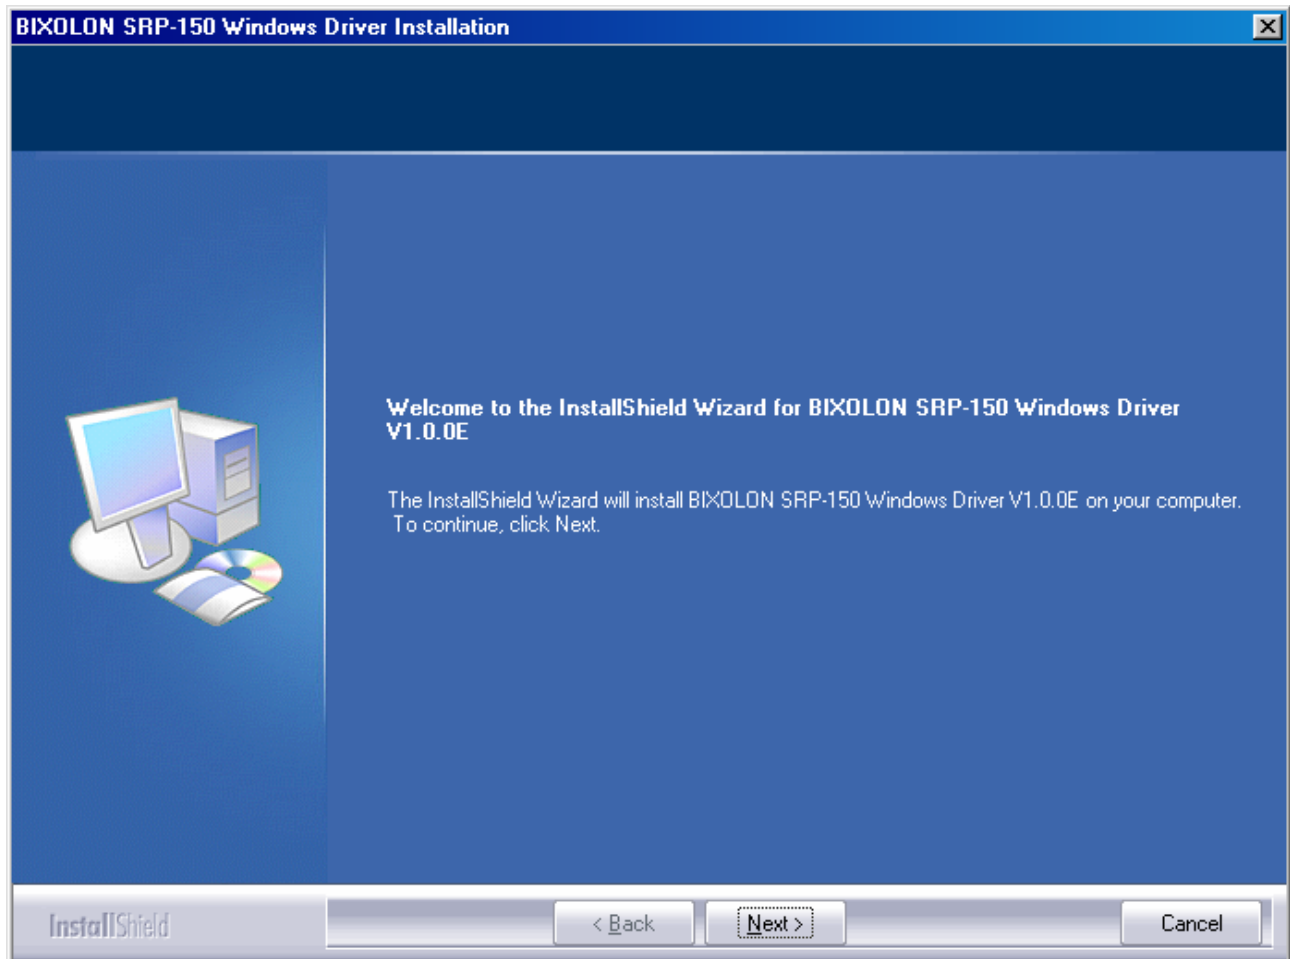 BIXOLON SRP-150 Windows Driver Installation
Welcome to the InstallShield Wizard for BIXOLON SRP-150 Windows Driver
V1.0.0E
The InstallShield Wizard will install BIXOLON SRP-150 Windows Driver V1.0.0E on your computer.
To continue, click Next.
InstallShield
< Back
Next >
Cancel